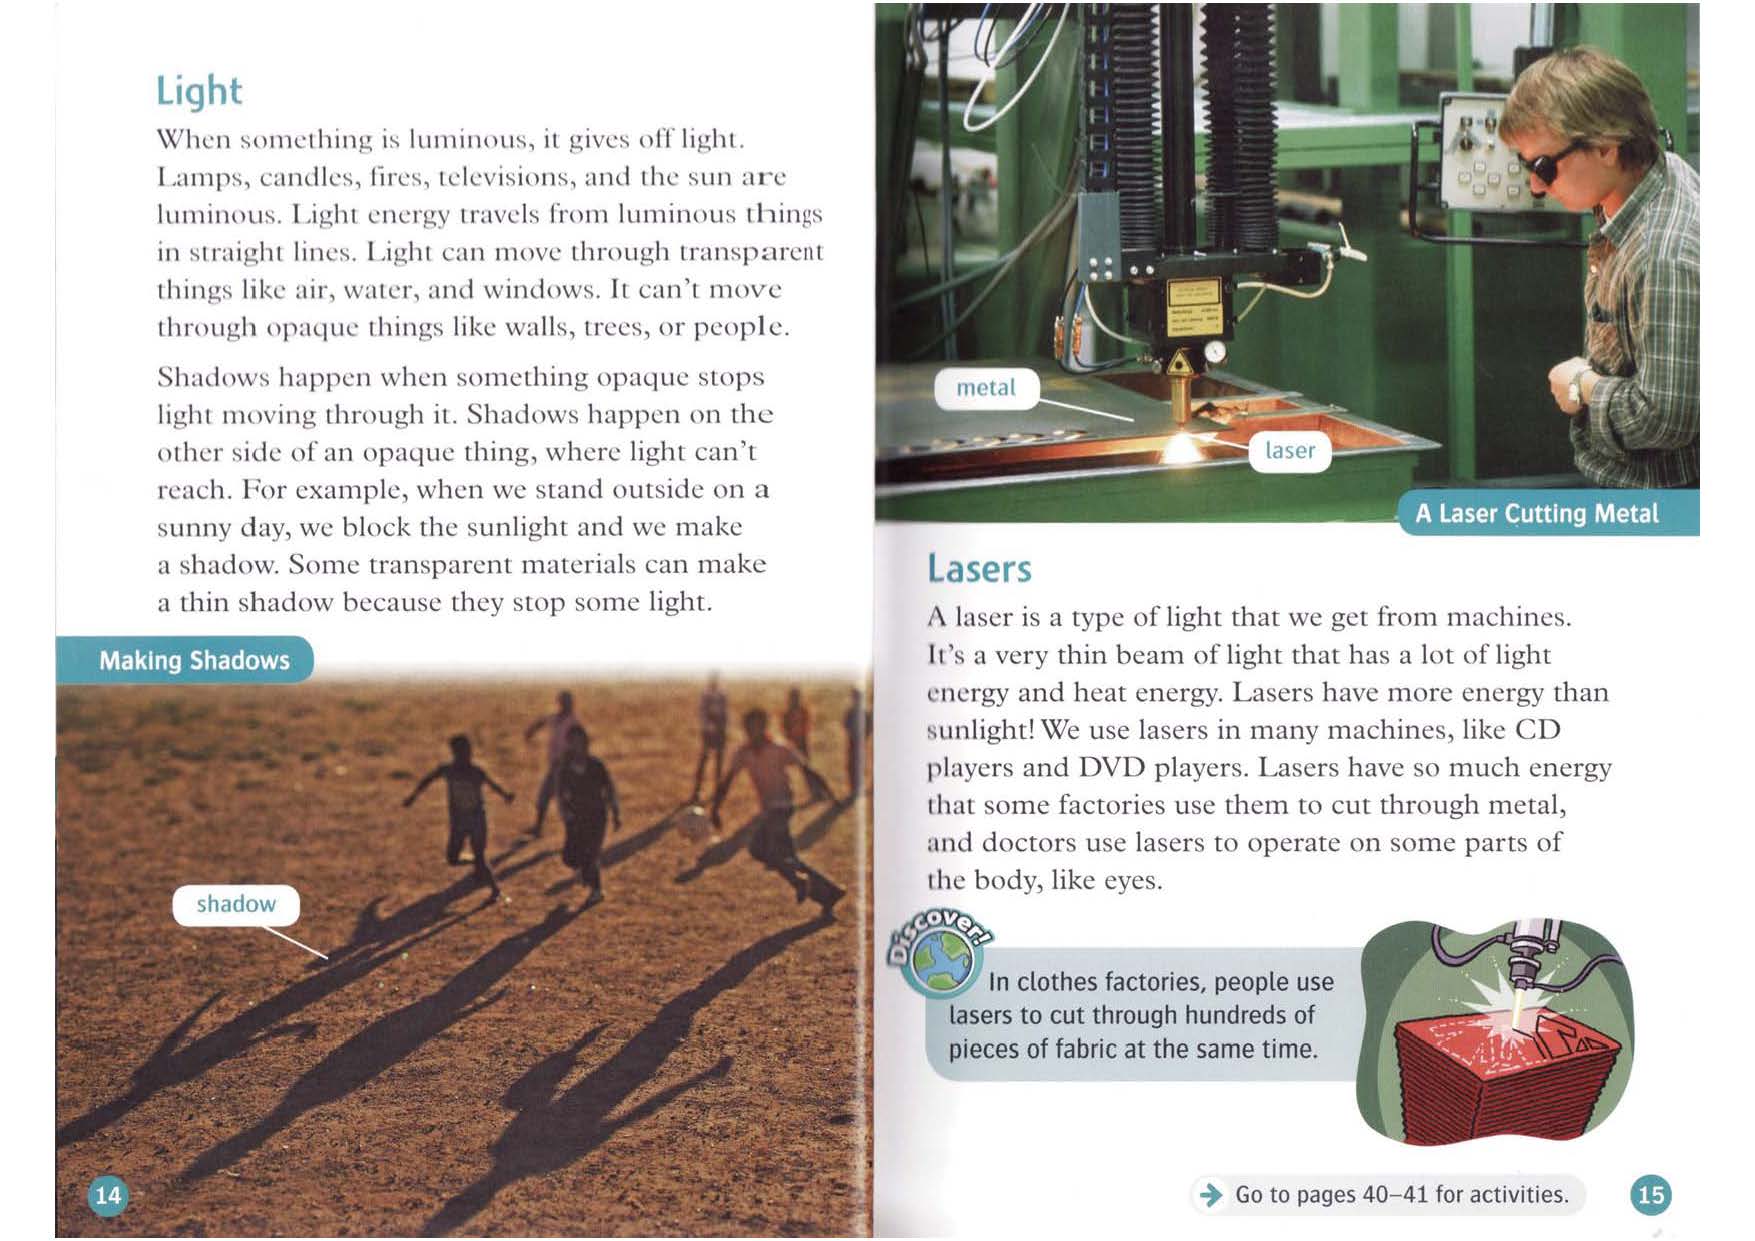 Light
When something is luminous, it gives off light.
Lamps, candles, fires, televisions, and the sun are
luminous. Light energy travels from luminous things
in straight lines. Light can move through transparent
things like air, water, and windows. It can't move
through opaque things like walls, trees, or people.
Shadows happen when something opaque stops
light moving through it. Shadows happen on the
other side of an opaque thing, where light can't
reach. For example, when we stand outside on a
sunny day, we block the sunlight and we make
a shadow. Some transparent materials can make
a thin shadow because they stop some light.
Making Shadows
shadow
14
metal
laser
A Laser Cutting Metal
Lasers
A laser is a type of light that we get from machines.
It's a very thin beam of light that has a lot of light
energy and heat energy. Lasers have more energy than
sunlight! We use lasers in many machines, like CD
players and DVD players. Lasers have so much energy
that some factories use them to cut through metal,
and doctors use lasers to operate on some parts of
the body, like eyes.
Discover!
In clothes factories, people use
lasers to cut through hundreds of
pieces of fabric at the same time.
Go to pages 40–41 for activities.
15